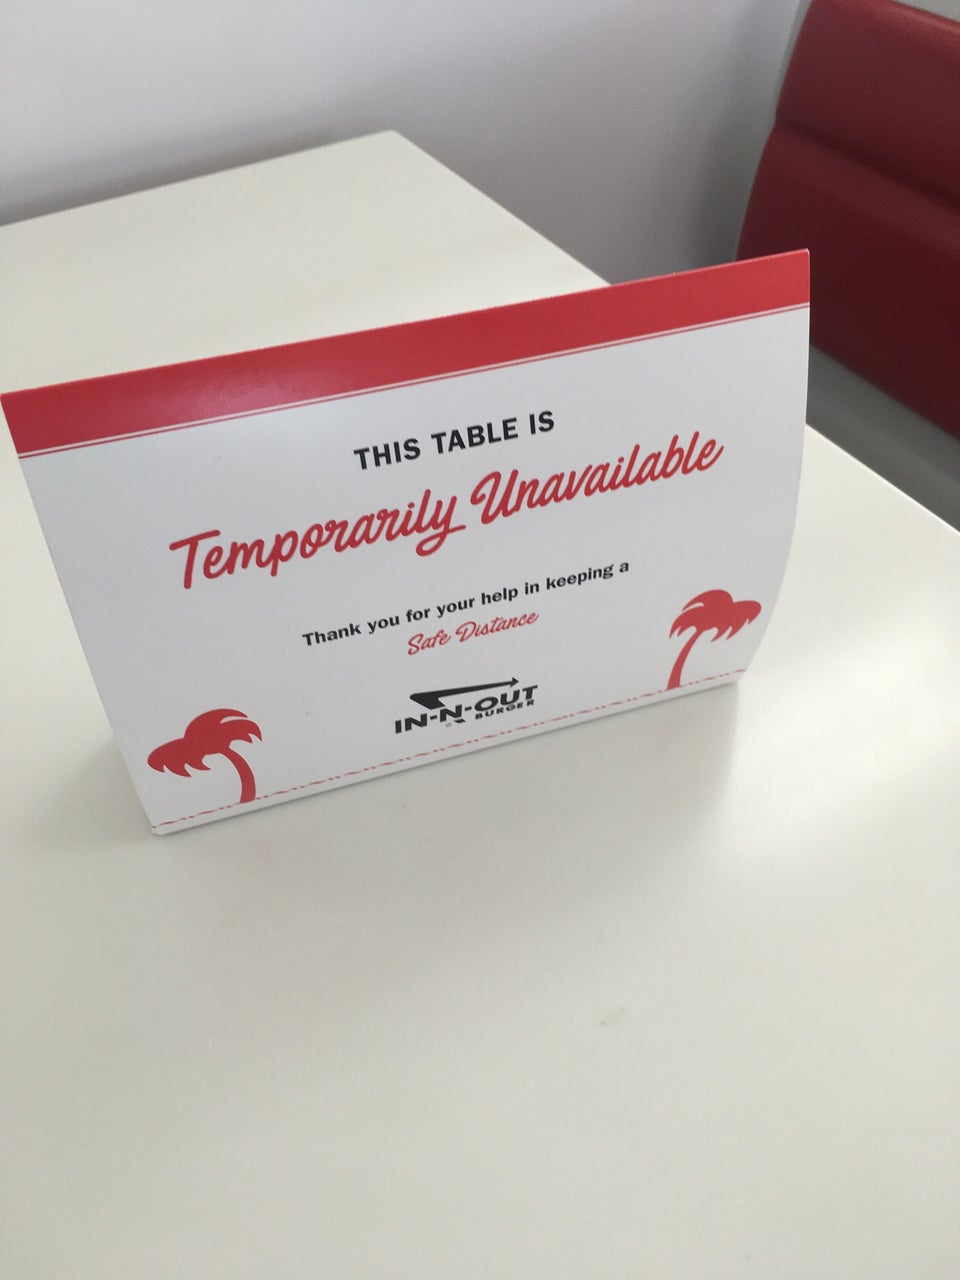 THIS TABLE IS
Temporarily Unavailable
Thank you for your help in keeping a
Safe Distance
IN-N-OUT
BURGER